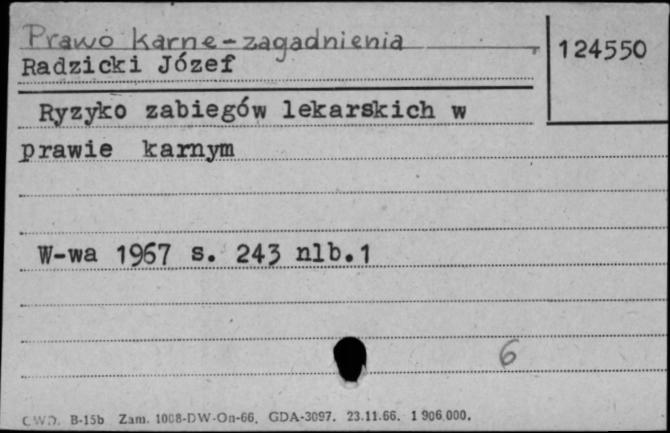 Prawo karne-zagadnienia
124550
Radzicki Józef
Ryzyko zabiegów lekarskich w
prawie karnym
W-wa 1967 s. 243 nlb.1
6
C.W.D. B-15b Zam. 1008-DW-On-66. GDA-3097. 23.11.66. 1 906.000.